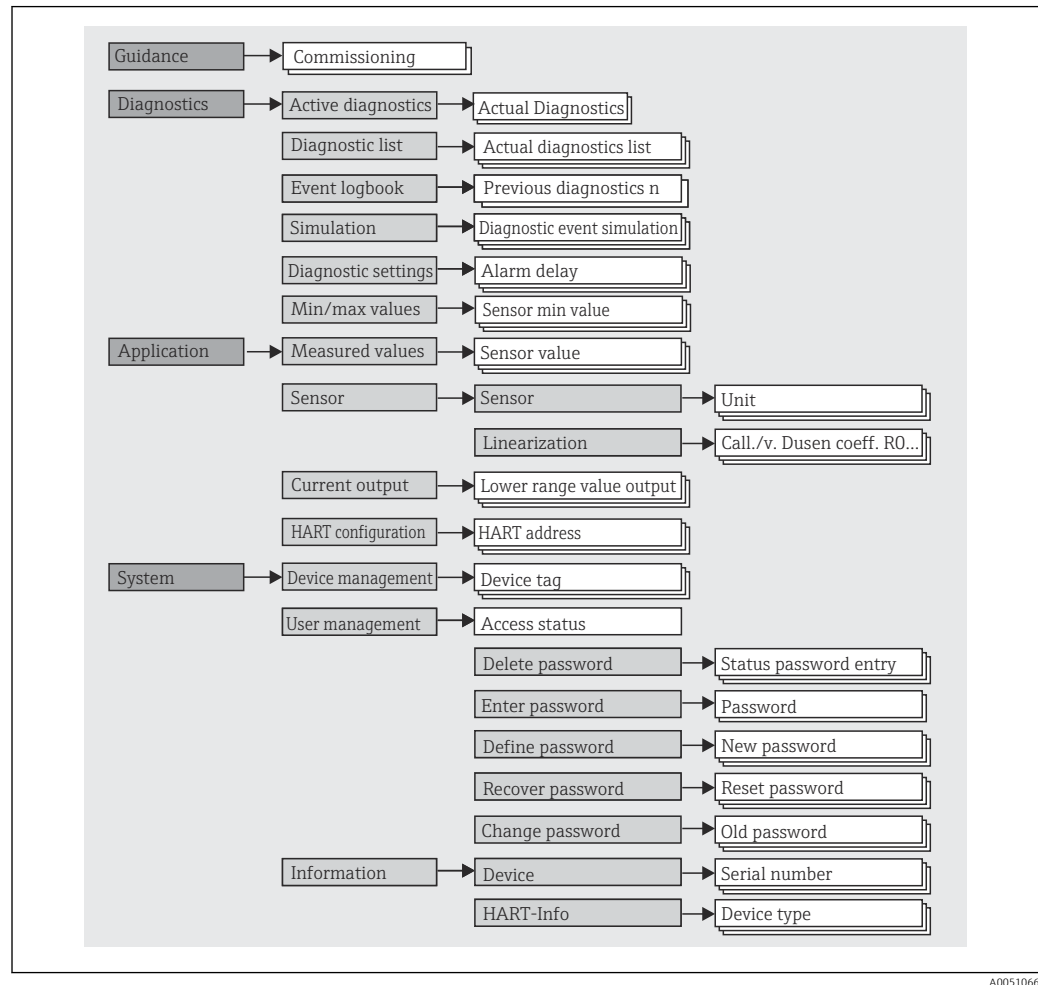 Guidance
Commissioning
Diagnostics
Active diagnostics
Actual Diagnostics
Diagnostic list
Actual diagnostics list
Event logbook
Previous diagnostics n
Simulation
Diagnostic event simulation
Diagnostic settings
Alarm delay
Min/max values
Sensor min value
Application
Measured values
Sensor value
Sensor
Sensor
Unit
Linearization
Call./v. Dusen coeff. R0...
Current output
Lower range value output
HART configuration
HART address
System
Device management
Device tag
User management
Access status
Delete password
Status password entry
Enter password
Password
Define password
New password
Recover password
Reset password
Change password
Old password
Information
Device
Serial number
HART-Info
Device type
A0051066